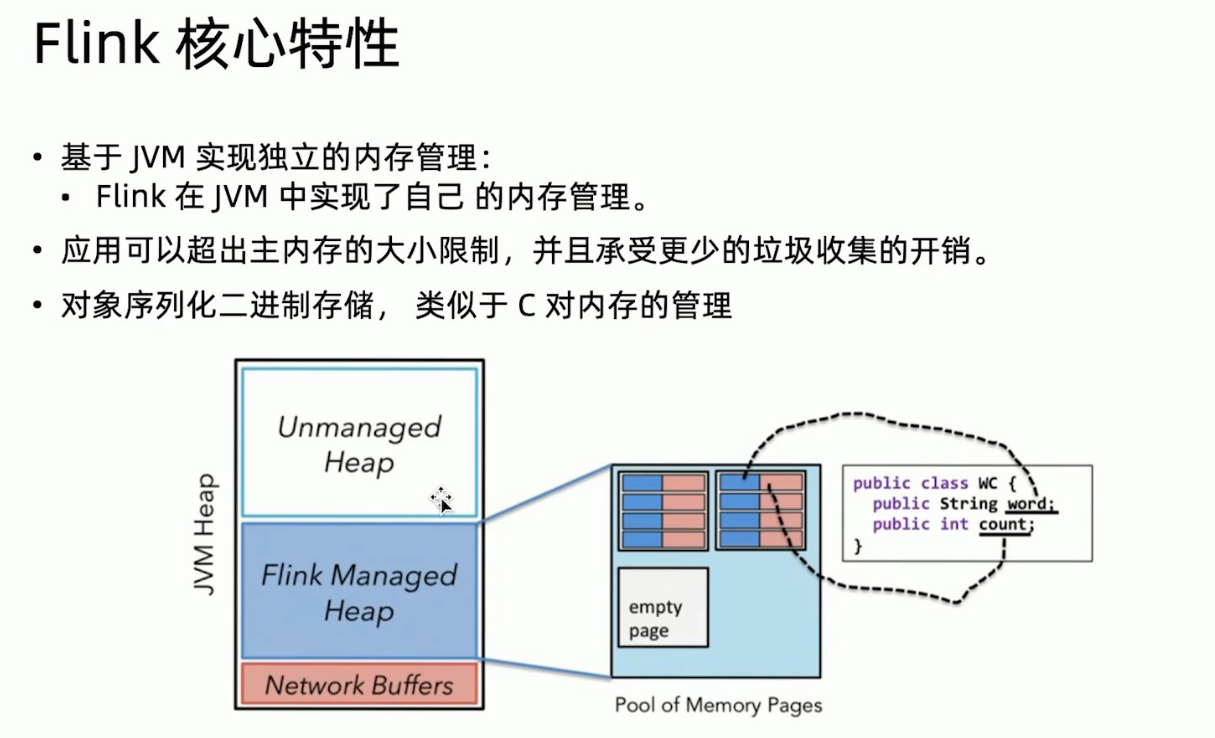 Flink 核心特性
• 基于 JVM 实现独立的内存管理：
• Flink 在 JVM 中实现了自己 的内存管理。
• 应用可以超出主内存的大小限制，并且承受更少的垃圾收集的开销。
• 对象序列化二进制存储， 类似于 C 对内存的管理
JVM Heap
Unmanaged
Heap
Flink Managed
Heap
Network Buffers
empty
page
Pool of Memory Pages
public class WC {
public String word;
public int count;
}